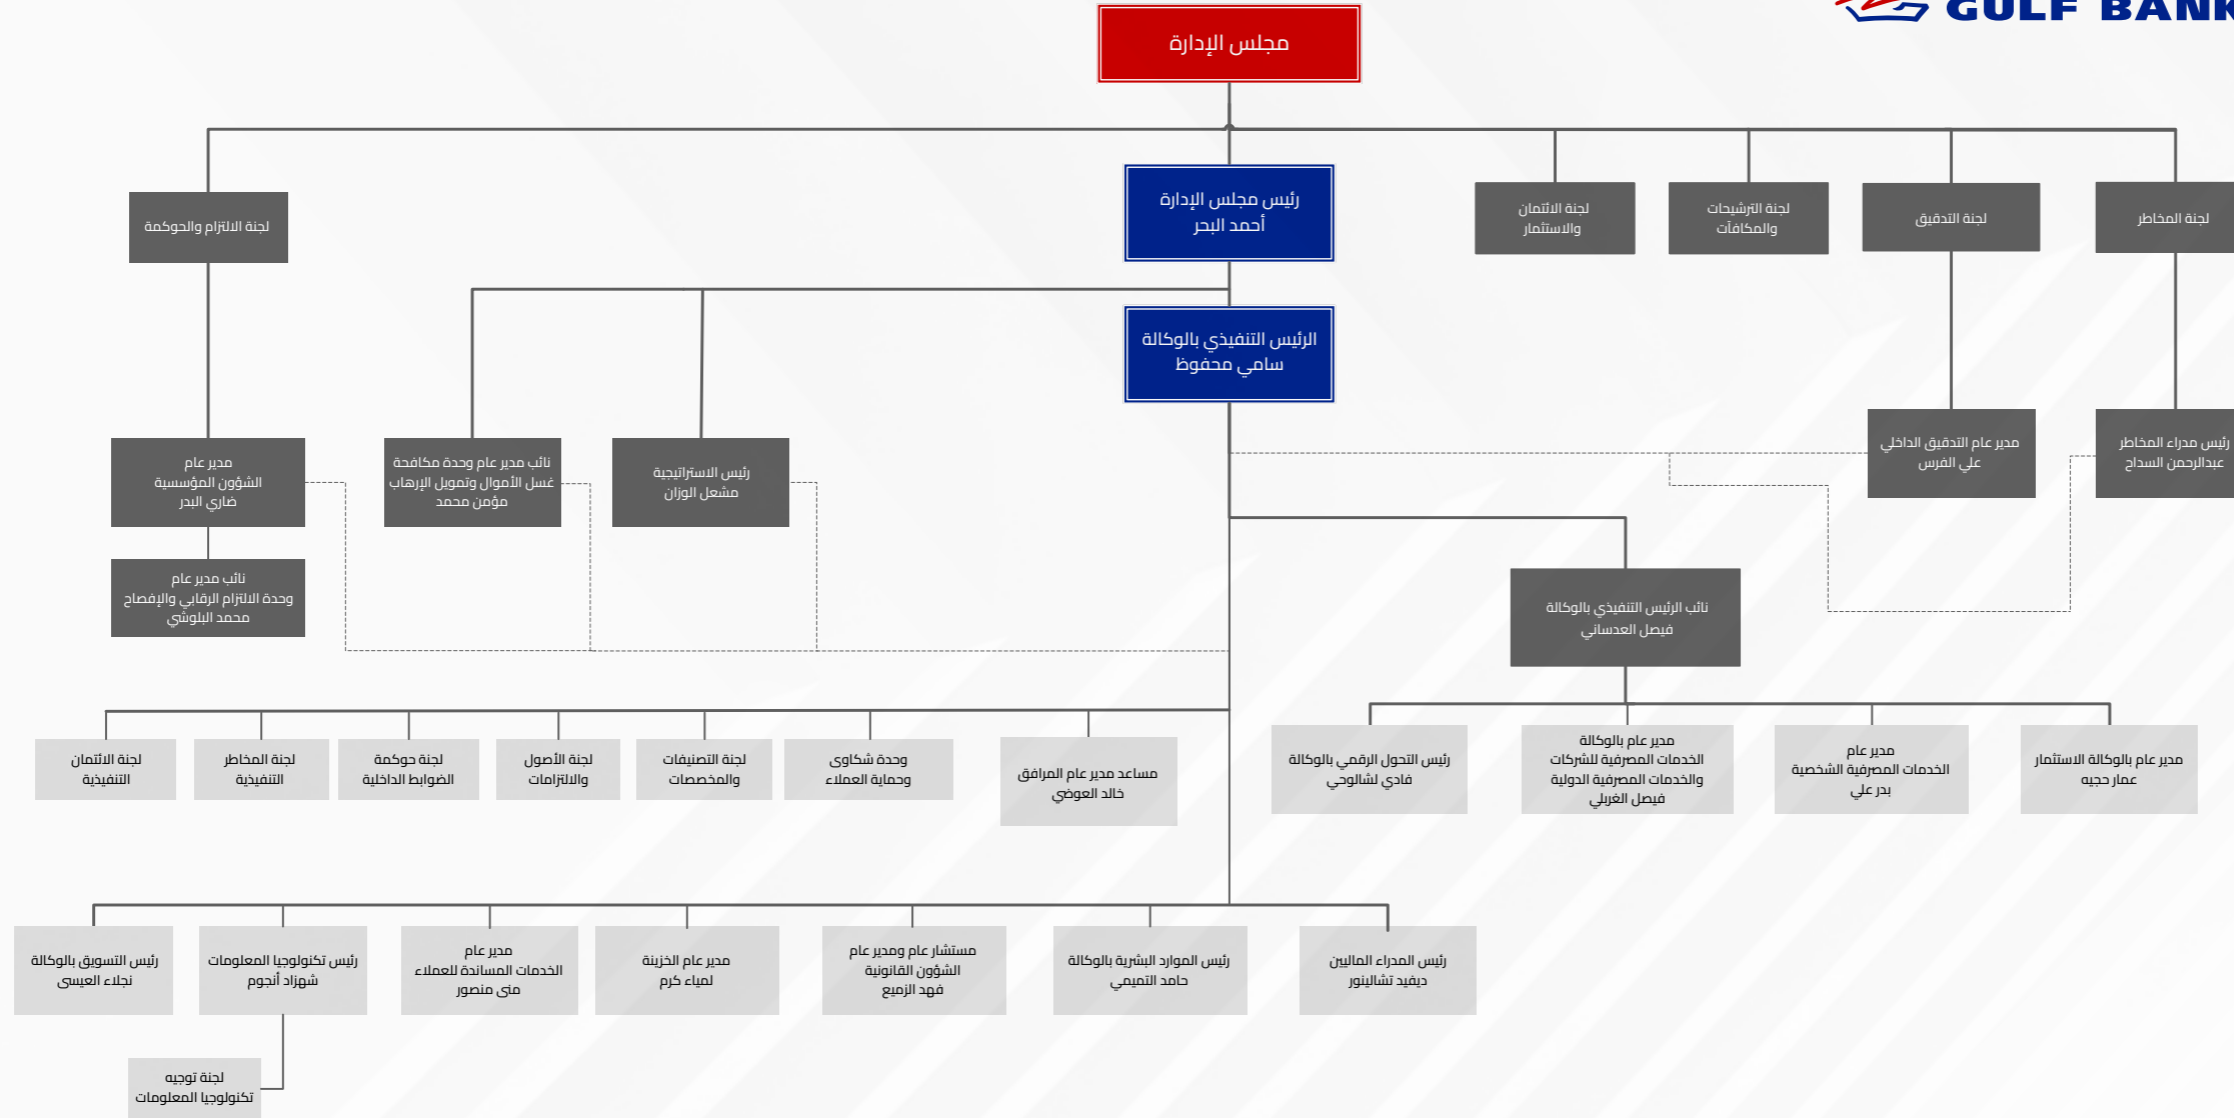 GULF BANK
مجلس الإدارة
رئيس مجلس الإدارة
أحمد البحر
لجنة المخاطر
لجنة التدقيق
لجنة الترشيحات
والمكافآت
لجنة الائتمان
والاستثمار
لجنة الالتزام والحوكمة
الرئيس التنفيذي بالوكالة
سامي محفوظ
رئيس مدراء المخاطر
عبدالرحمن السداح
مدير عام التدقيق الداخلي
علي الفرس
رئيس الاستراتيجية
مشعل الوزان
نائب مدير عام وحدة مكافحة
غسل الأموال وتمويل الإرهاب
مؤمن محمد
مدير عام
الشؤون المؤسسية
ضاري البدر
نائب مدير عام
وحدة الالتزام الرقابي والإفصاح
محمد البلوشي
نائب الرئيس التنفيذي بالوكالة
فيصل العدساني
مدير عام بالوكالة الاستثمار
عمار حجيه
مدير عام
الخدمات المصرفية الشخصية
بدر علي
مدير عام بالوكالة
الخدمات المصرفية للشركات
والخدمات المصرفية الدولية
فيصل الغربلي
رئيس التحول الرقمي بالوكالة
فادي لشالوحي
مساعد مدير عام المرافق
خالد العوضي
وحدة شكاوى
وحماية العملاء
لجنة التصنيفات
والمخصصات
لجنة الأصول
والالتزامات
لجنة حوكمة
الضوابط الداخلية
لجنة المخاطر
التنفيذية
لجنة الائتمان
التنفيذية
رئيس المدراء الماليين
ديفيد تشالينور
رئيس الموارد البشرية بالوكالة
حامد التميمي
مستشار عام ومدير عام
الشؤون القانونية
فهد الزميع
مدير عام الخزينة
لمياء كرم
مدير عام
الخدمات المساندة للعملاء
منى منصور
رئيس تكنولوجيا المعلومات
شهزاد أنجوم
رئيس التسويق بالوكالة
نجلاء العيسى
لجنة توجيه
تكنولوجيا المعلومات